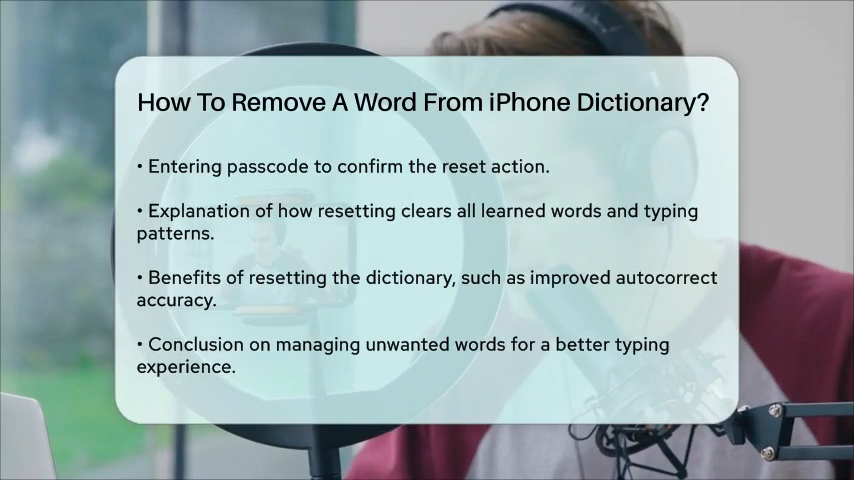 How To Remove A Word From iPhone Dictionary?
• Entering passcode to confirm the reset action.
• Explanation of how resetting clears all learned words and typing
patterns.
• Benefits of resetting the dictionary, such as improved autocorrect
accuracy.
• Conclusion on managing unwanted words for a better typing
experience.